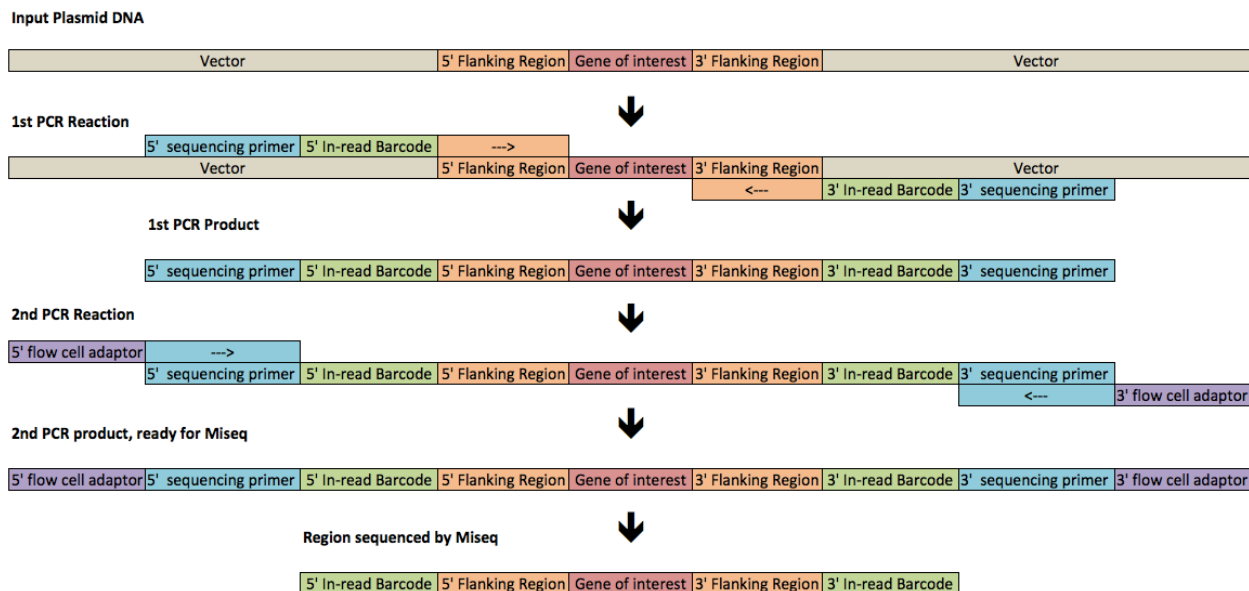 Input Plasmid DNA
Vector 5' Flanking Region Gene of interest 3' Flanking Region Vector
1st PCR Reaction
5' sequencing primer 5' In-read Barcode --->
Vector 5' Flanking Region Gene of interest 3' Flanking Region Vector
<--- 3' In-read Barcode 3' sequencing primer
1st PCR Product
5' sequencing primer 5' In-read Barcode 5' Flanking Region Gene of interest 3' Flanking Region 3' In-read Barcode 3' sequencing primer
2nd PCR Reaction
5' flow cell adaptor --->
5' sequencing primer 5' In-read Barcode 5' Flanking Region Gene of interest 3' Flanking Region 3' In-read Barcode 3' sequencing primer
<--- 3' flow cell adaptor
2nd PCR product, ready for Miseq
5' flow cell adaptor 5' sequencing primer 5' In-read Barcode 5' Flanking Region Gene of interest 3' Flanking Region 3' In-read Barcode 3' sequencing primer 3' flow cell adaptor
Region sequenced by Miseq
5' In-read Barcode 5' Flanking Region Gene of interest 3' Flanking Region 3' In-read Barcode